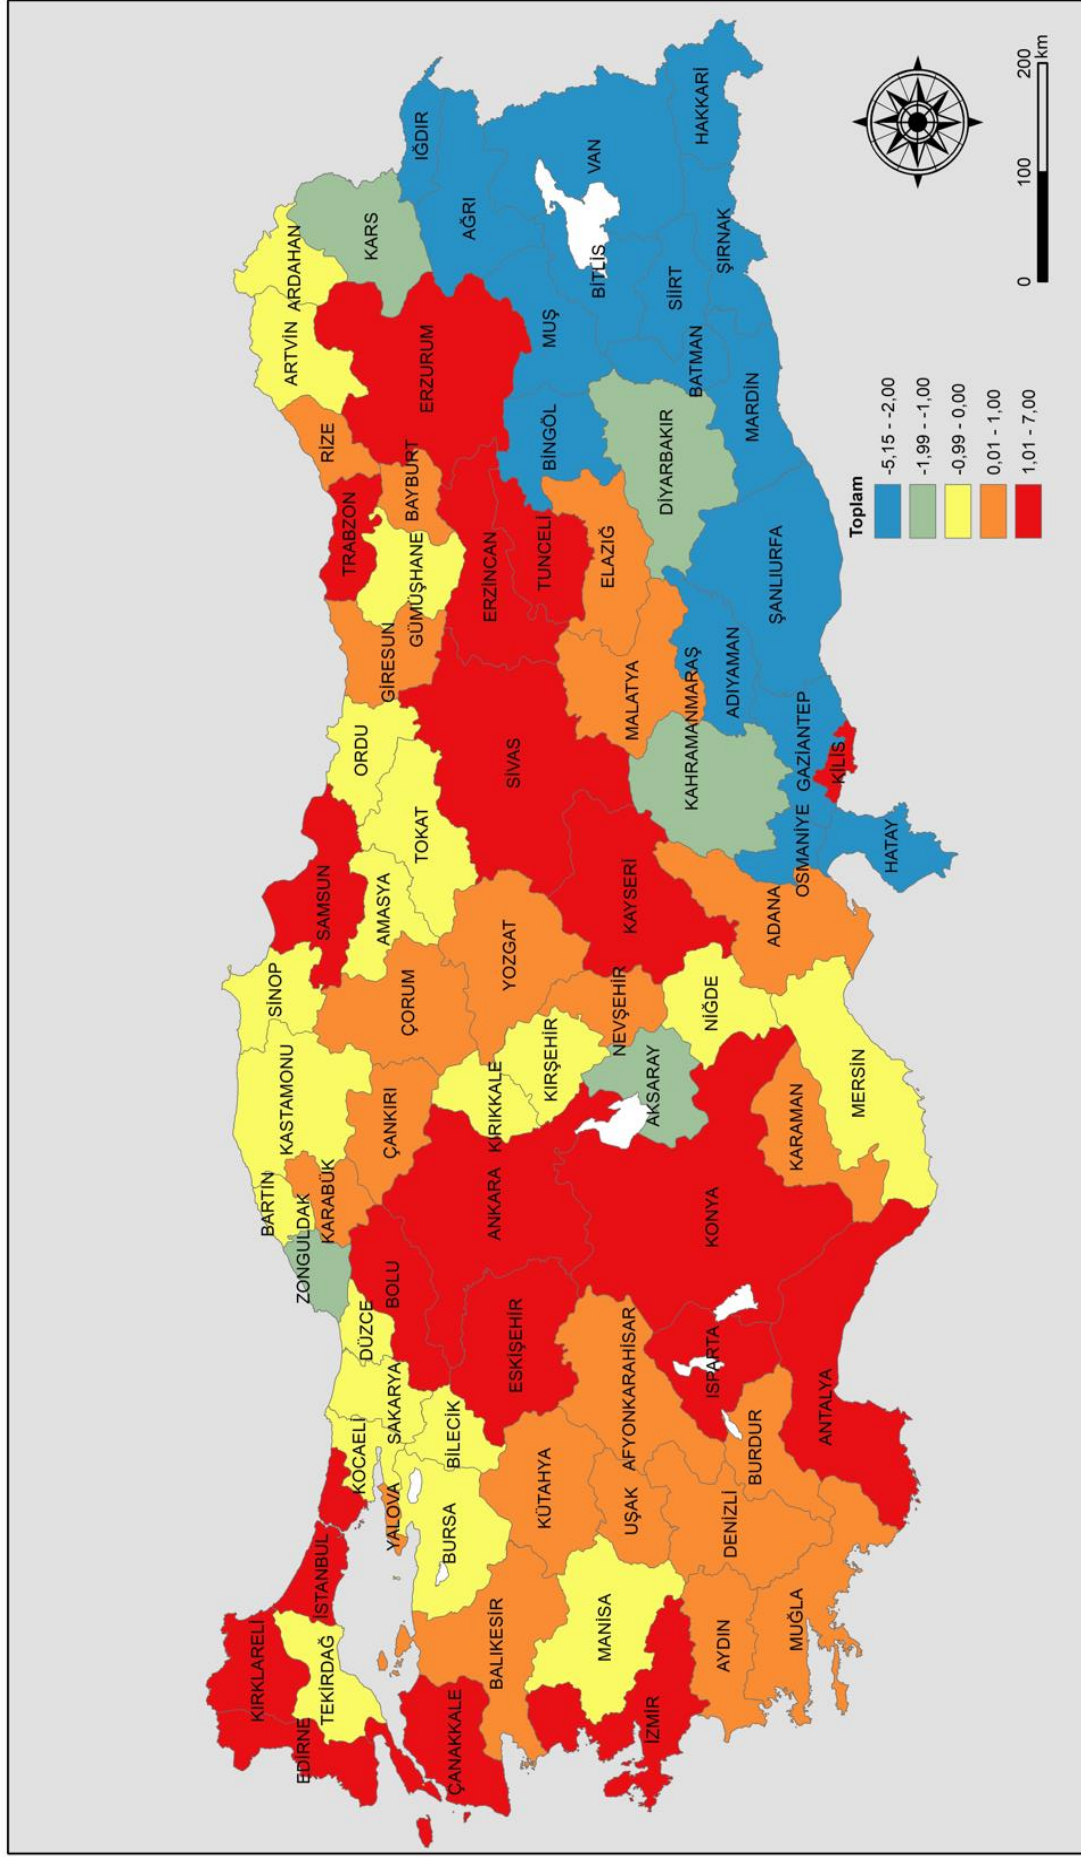 KIRKLARELİ
EDİRNE
TEKİRDAĞ
İSTANBUL
ÇANAKKALE
BALIKESİR
YALOVA
KOCAELİ
SAKARYA
BURSA
BİLECİK
DÜZCE
BOLU
ZONGULDAK
BARTIN
KARABÜK
KASTAMONU
SİNOP
ÇANKIRI
ÇORUM
SAMSUN
AMASYA
TOKAT
ORDU
GİRESUN
GÜMÜŞHANE
TRABZON
BAYBURT
RİZE
ARTVİN
ARDAHAN
KARS
ERZURUM
IĞDIR
AĞRI
İZMİR
MANİSA
KÜTAHYA
UŞAK
AFYONKARAHİSAR
ESKİŞEHİR
ANKARA
KIRIKKALE
KIRŞEHİR
YOZGAT
NEVŞEHİR
KAYSERİ
SİVAS
ERZİNCAN
TUNCELİ
BİNGÖL
MUŞ
BİTLİS
VAN
AYDIN
MUĞLA
DENİZLİ
BURDUR
ISPARTA
ANTALYA
KONYA
AKSARAY
NİĞDE
KARAMAN
MERSİN
ADANA
OSMANİYE
HATAY
KAHRAMANMARAŞ
MALATYA
ELAZIĞ
DİYARBAKIR
BATMAN
SİİRT
ŞIRNAK
HAKKARİ
ADIYAMAN
GAZİANTEP
KİLİS
ŞANLIURFA
MARDİN
Toplam
-5,15 - -2,00
-1,99 - -1,00
-0,99 - 0,00
0,01 - 1,00
1,01 - 7,00
0 100 200
km